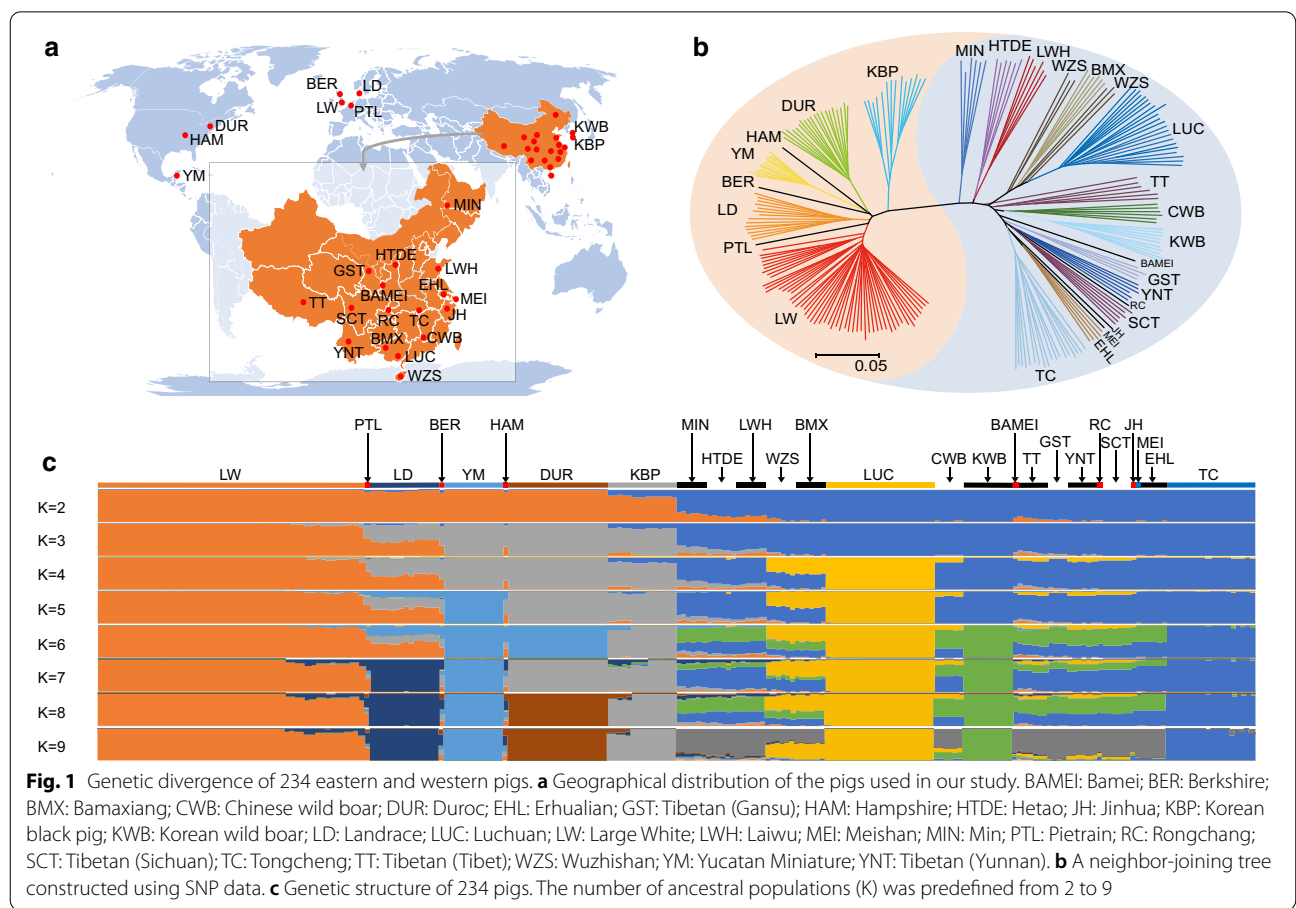 a
BER
LD
LW
PTL
DUR
HAM
YM
KWB
KBP
MIN
HTDE
GST
LWH
EHL
BAMEI
MEI
TT
SCT
RC
TC
JH
BMX
CWB
YNT
LUC
WZS
b
KBP
MIN
HTDE
LWH
WZS
BMX
WZS
DUR
LUC
HAM
YM
TT
BER
CWB
LD
KWB
BAMEI
PTL
GST
YNT
RC
SCT
JH
MEI
EHL
LW
TC
0.05
c
PTL BER HAM MIN LWH BMX BAMEI RC JH
GST SCT MEI
LW LD YM DUR KBP HTDE WZS LUC CWB KWB TT YNT EHL TC
K=2
K=3
K=4
K=5
K=6
K=7
K=8
K=9
Fig. 1 Genetic divergence of 234 eastern and western pigs. a Geographical distribution of the pigs used in our study. BAMEI: Bamei; BER: Berkshire;
BMX: Bamaxiang; CWB: Chinese wild boar; DUR: Duroc; EHL: Erhualian; GST: Tibetan (Gansu); HAM: Hampshire; HTDE: Hetao; JH: Jinhua; KBP: Korean
black pig; KWB: Korean wild boar; LD: Landrace; LUC: Luchuan; LW: Large White; LWH: Laiwu; MEI: Meishan; MIN: Min; PTL: Pietrain; RC: Rongchang;
SCT: Tibetan (Sichuan); TC: Tongcheng; TT: Tibetan (Tibet); WZS: Wuzhishan; YM: Yucatan Miniature; YNT: Tibetan (Yunnan). b A neighbor-joining tree
constructed using SNP data. c Genetic structure of 234 pigs. The number of ancestral populations (K) was predefined from 2 to 9